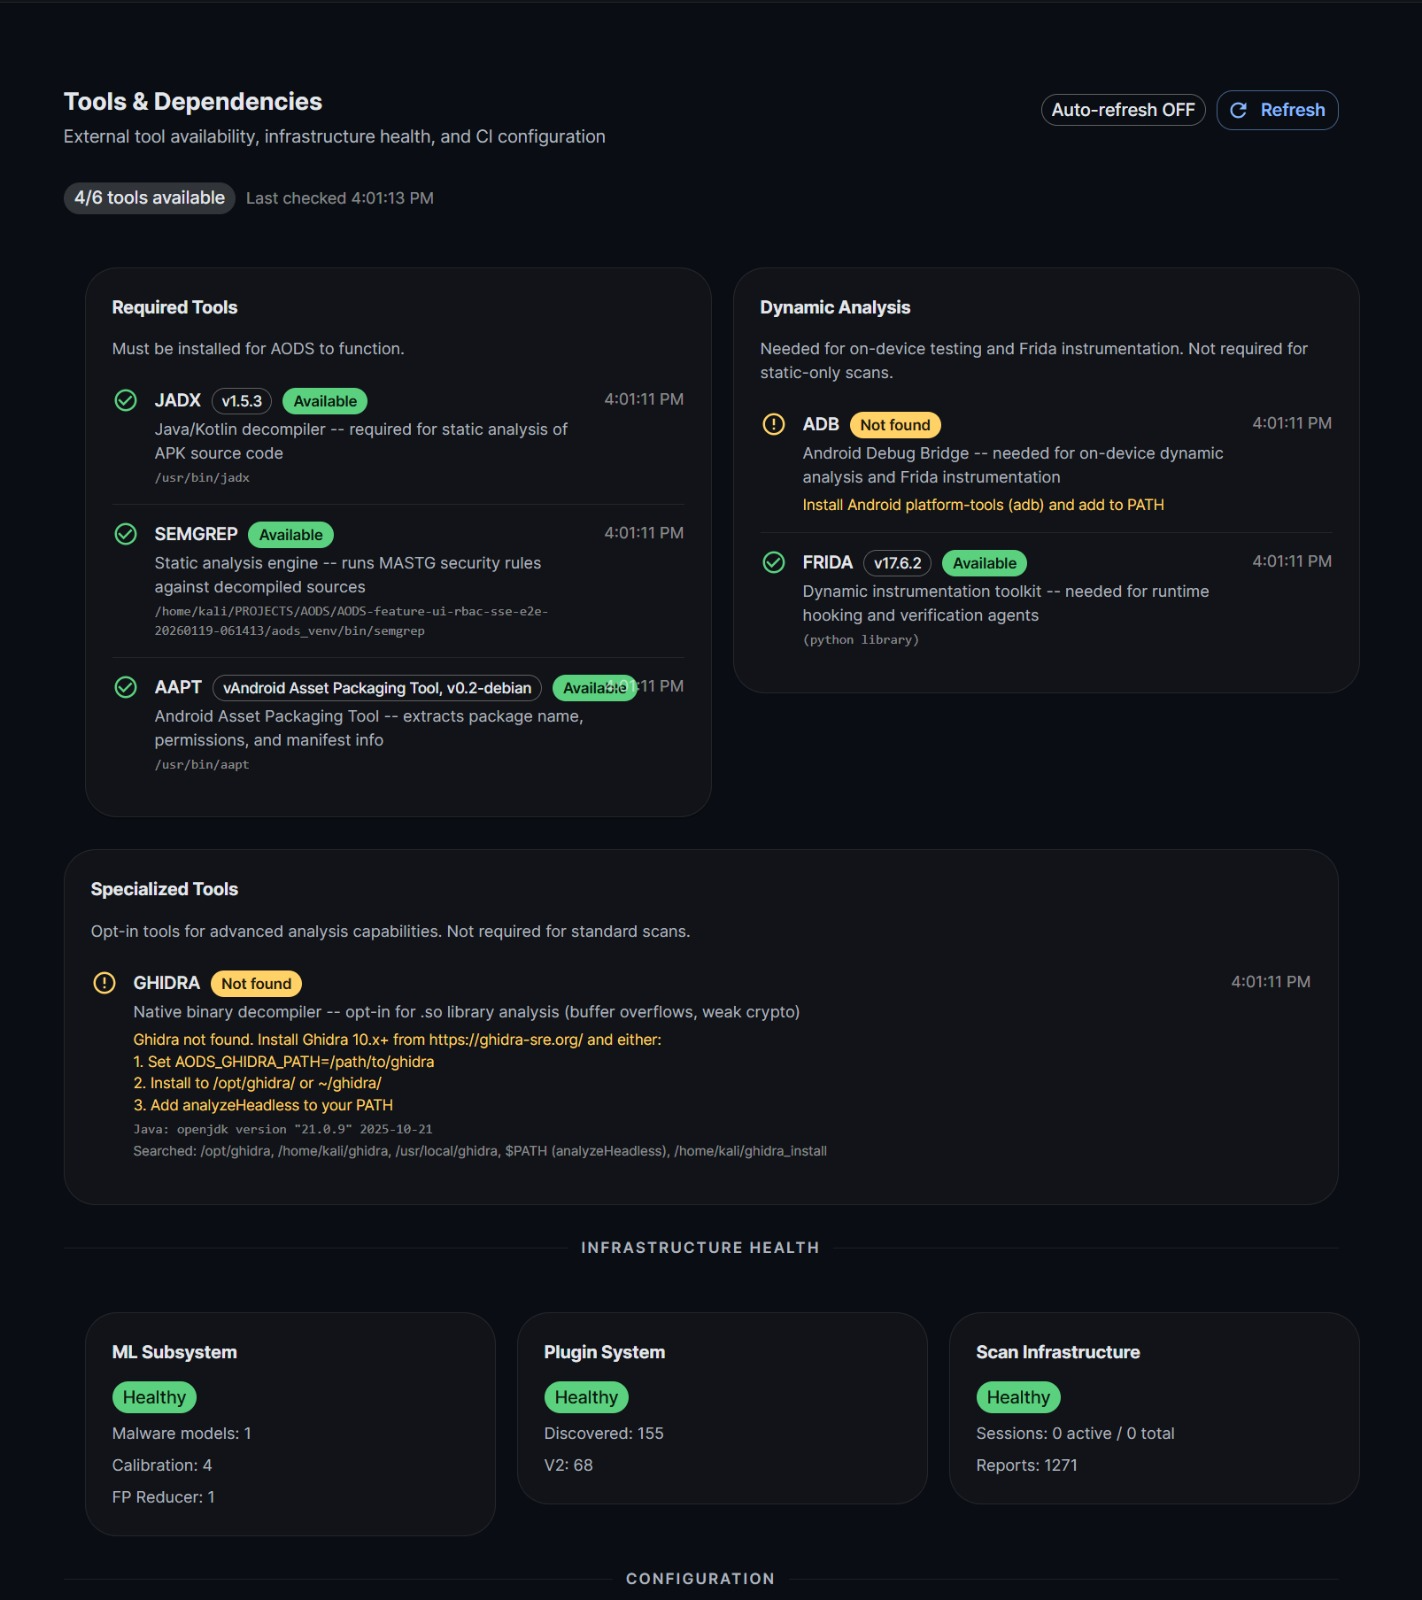 Tools & Dependencies
External tool availability, infrastructure health, and CI configuration
Auto-refresh OFF
Refresh
4/6 tools available
Last checked 4:01:13 PM
Required Tools
Must be installed for AODS to function.
JADX v1.5.3 Available 4:01:11 PM
Java/Kotlin decompiler -- required for static analysis of
APK source code
/usr/bin/jadx
SEMGREP Available 4:01:11 PM
Static analysis engine -- runs MASTG security rules
against decompiled sources
/home/kali/PROJECTS/AODS/AODS-feature-ui-rbac-sse-e2e-
20260119-061413/aods_venv/bin/semgrep
AAPT vAndroid Asset Packaging Tool, v0.2-debian Available 4:01:11 PM
Android Asset Packaging Tool -- extracts package name,
permissions, and manifest info
/usr/bin/aapt
Dynamic Analysis
Needed for on-device testing and Frida instrumentation. Not required for
static-only scans.
ADB Not found 4:01:11 PM
Android Debug Bridge -- needed for on-device dynamic
analysis and Frida instrumentation
Install Android platform-tools (adb) and add to PATH
FRIDA v17.6.2 Available 4:01:11 PM
Dynamic instrumentation toolkit -- needed for runtime
hooking and verification agents
(python library)
Specialized Tools
Opt-in tools for advanced analysis capabilities. Not required for standard scans.
GHIDRA Not found 4:01:11 PM
Native binary decompiler -- opt-in for .so library analysis (buffer overflows, weak crypto)
Ghidra not found. Install Ghidra 10.x+ from https://ghidra-sre.org/ and either:
1. Set AODS_GHIDRA_PATH=/path/to/ghidra
2. Install to /opt/ghidra/ or ~/ghidra/
3. Add analyzeHeadless to your PATH
Java: openjdk version "21.0.9" 2025-10-21
Searched: /opt/ghidra, /home/kali/ghidra, /usr/local/ghidra, $PATH (analyzeHeadless), /home/kali/ghidra_install
INFRASTRUCTURE HEALTH
ML Subsystem
Healthy
Malware models: 1
Calibration: 4
FP Reducer: 1
Plugin System
Healthy
Discovered: 155
V2: 68
Scan Infrastructure
Healthy
Sessions: 0 active / 0 total
Reports: 1271
CONFIGURATION